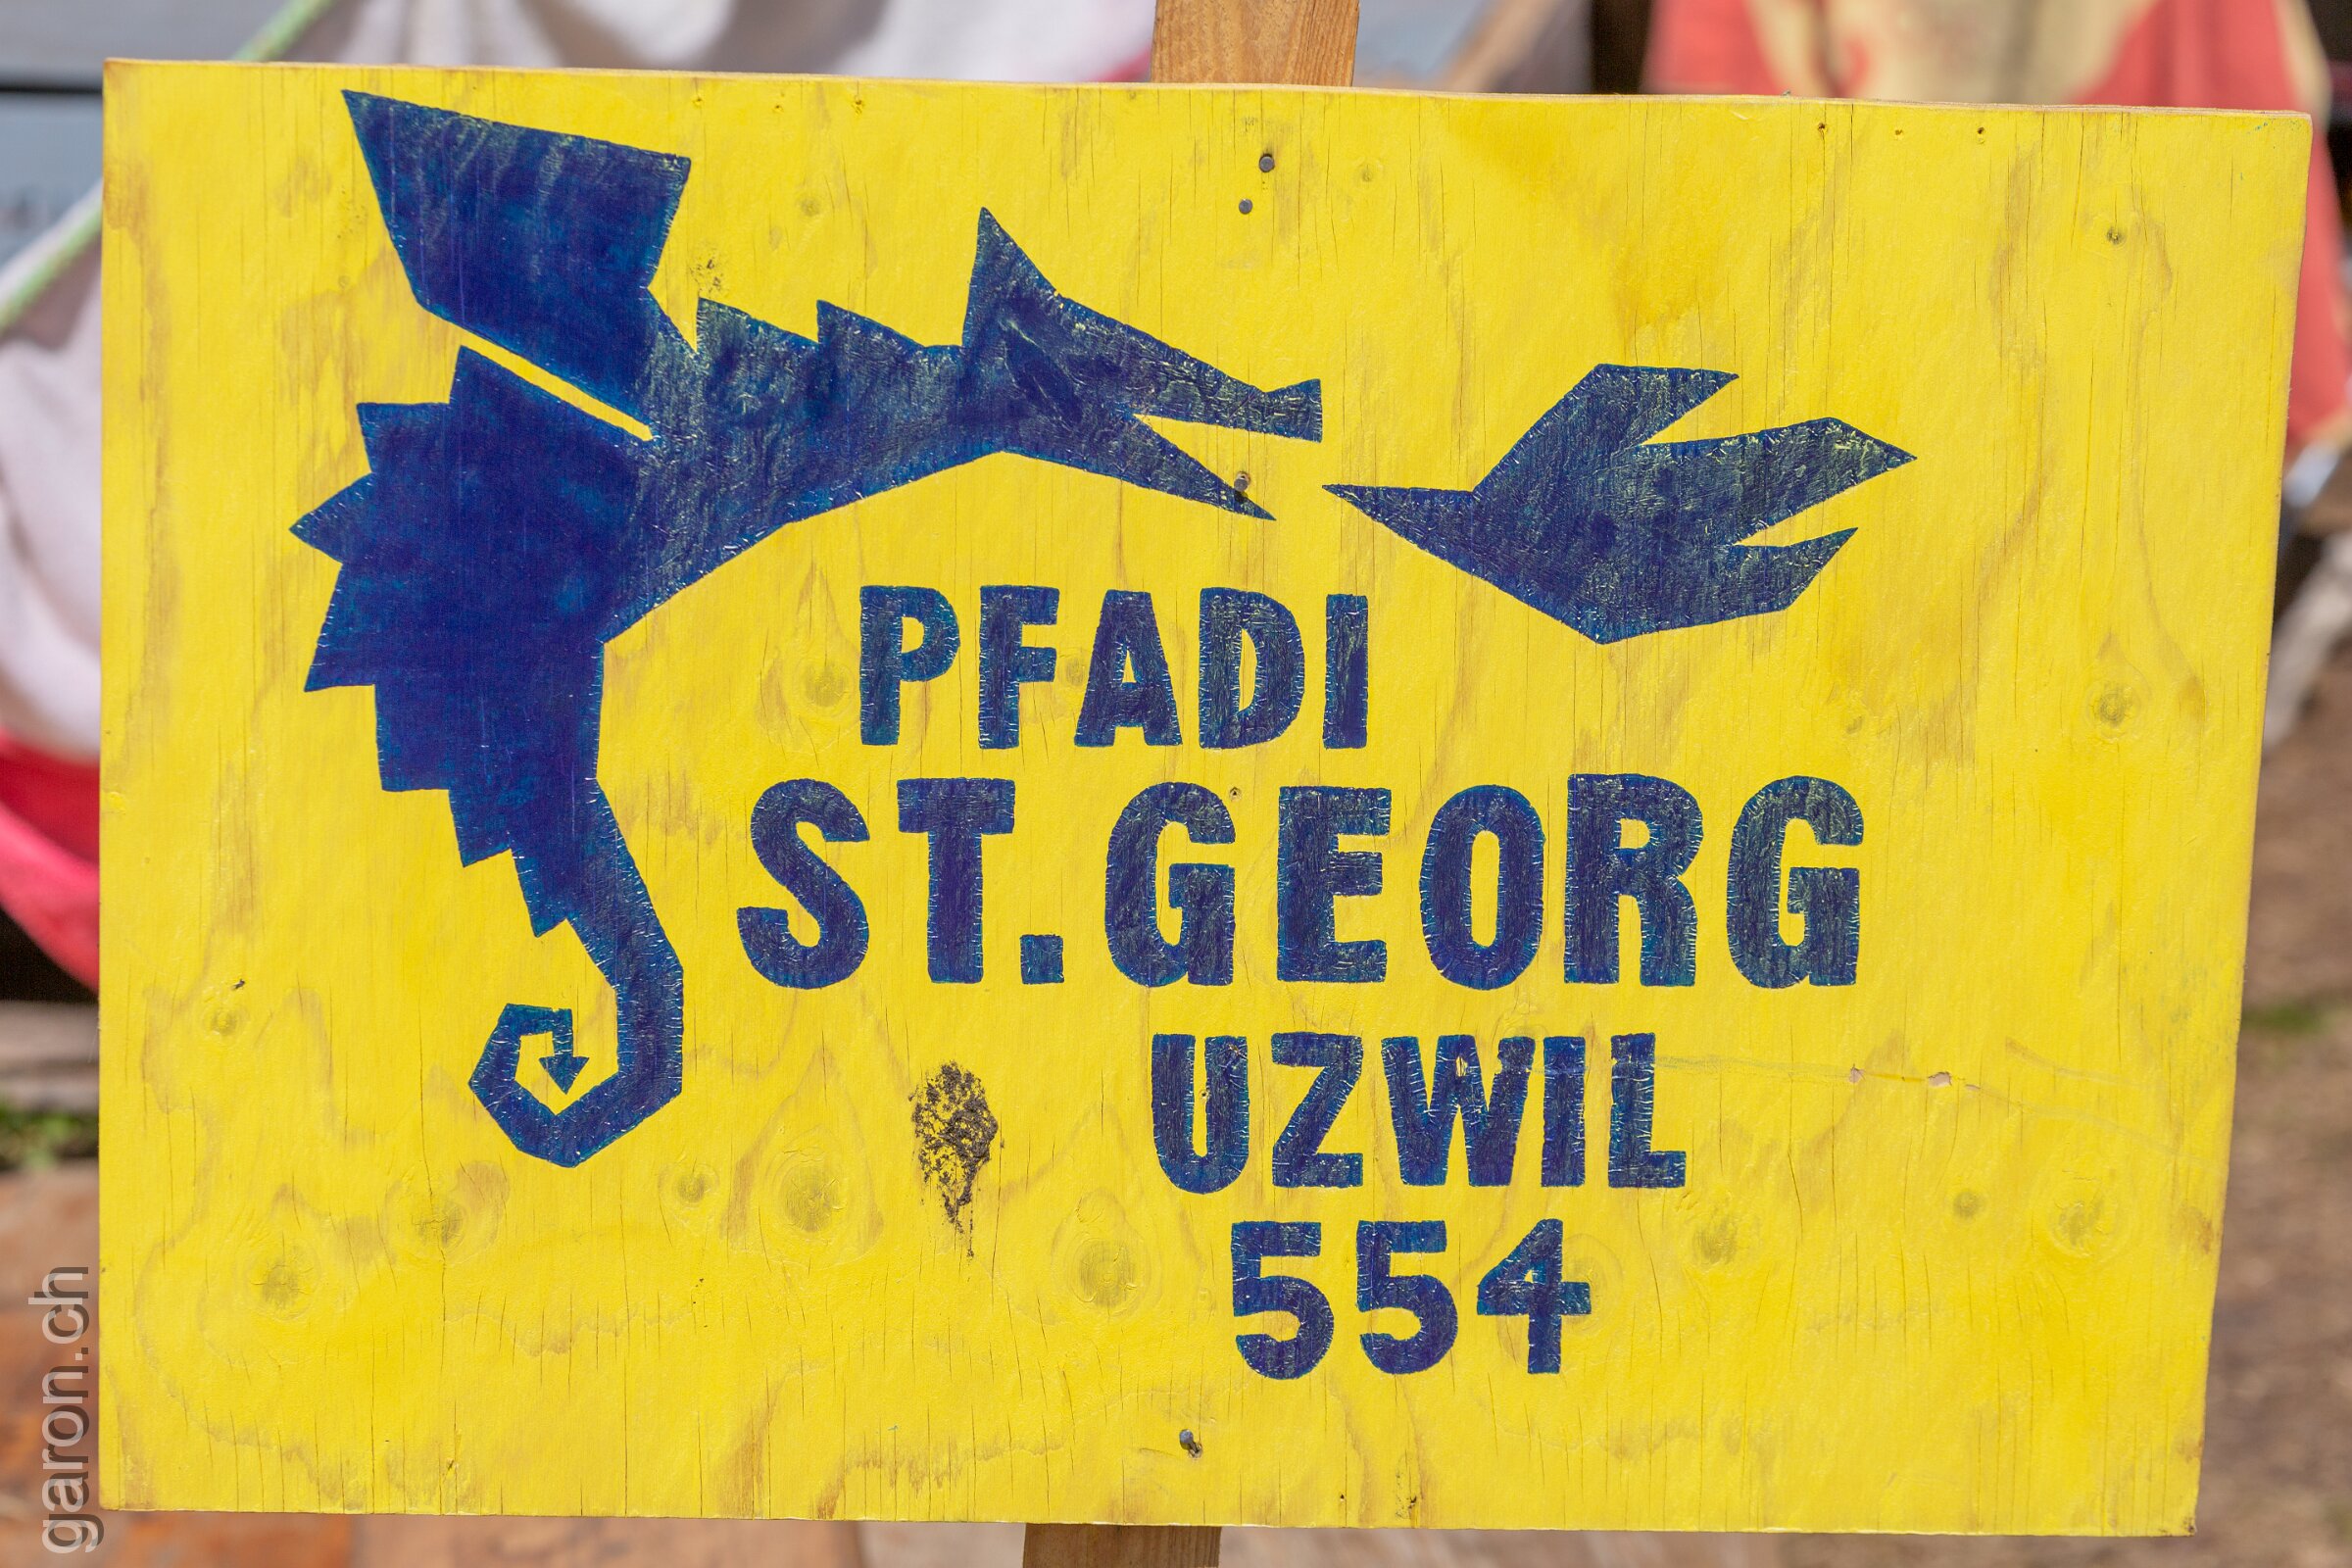 PFADI
ST. GEORG
UZWIL
554
garon.ch